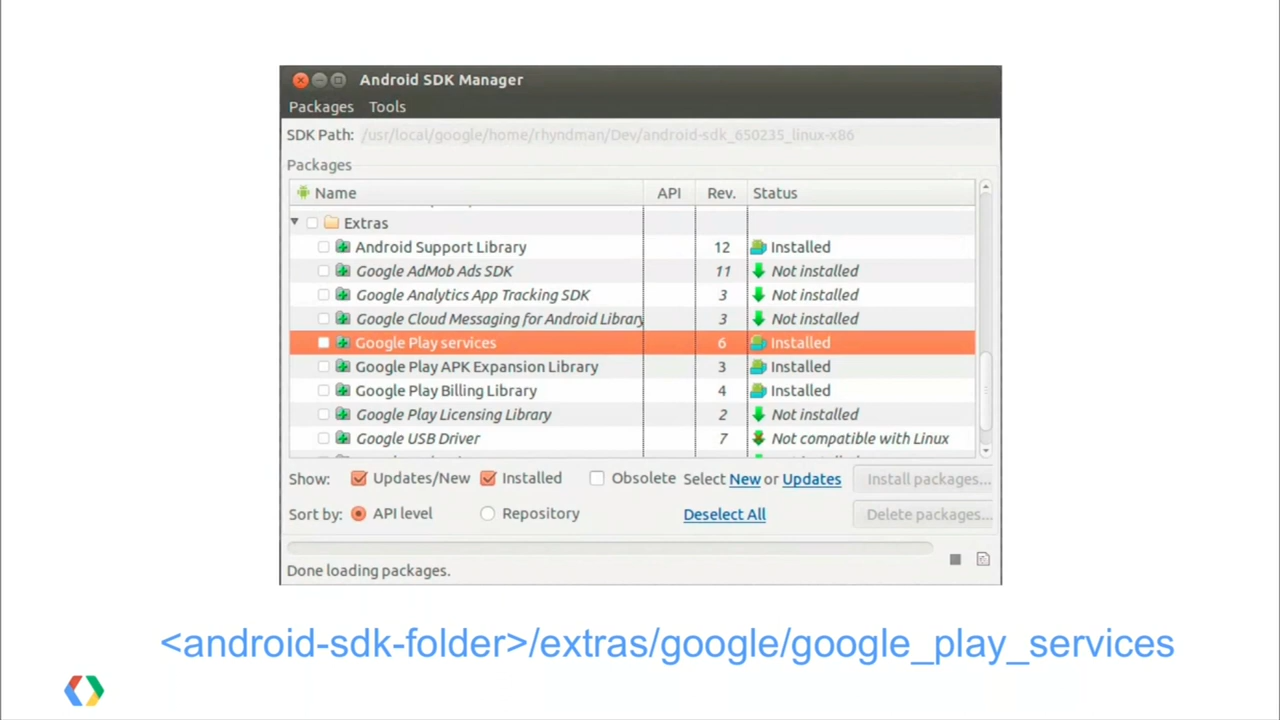 Android SDK Manager
Packages Tools
SDK Path: /usr/local/google/home/rhyndman/Dev/android-sdk_650235_linux-x86
Packages
Name API Rev. Status
Extras
Android Support Library 12 Installed
Google AdMob Ads SDK 11 Not installed
Google Analytics App Tracking SDK 3 Not installed
Google Cloud Messaging for Android Library 3 Not installed
Google Play services 6 Installed
Google Play APK Expansion Library 3 Installed
Google Play Billing Library 4 Installed
Google Play Licensing Library 2 Not installed
Google USB Driver 7 Not compatible with Linux
Show: Updates/New Installed Obsolete Select New or Updates Install packages...
Sort by: API level Repository Deselect All Delete packages...
Done loading packages.
<android-sdk-folder>/extras/google/google_play_services